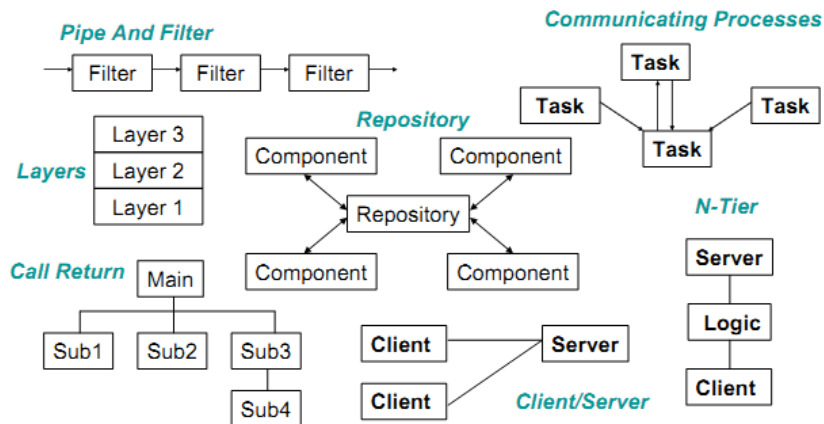 Pipe And Filter
Filter Filter Filter
Communicating Processes
Task
Task Task
Task
Layers
Layer 3
Layer 2
Layer 1
Repository
Component Component
Repository
Component Component
N-Tier
Server
Logic
Client
Call Return
Main
Sub1 Sub2 Sub3
Sub4
Client Server
Client
Client/Server